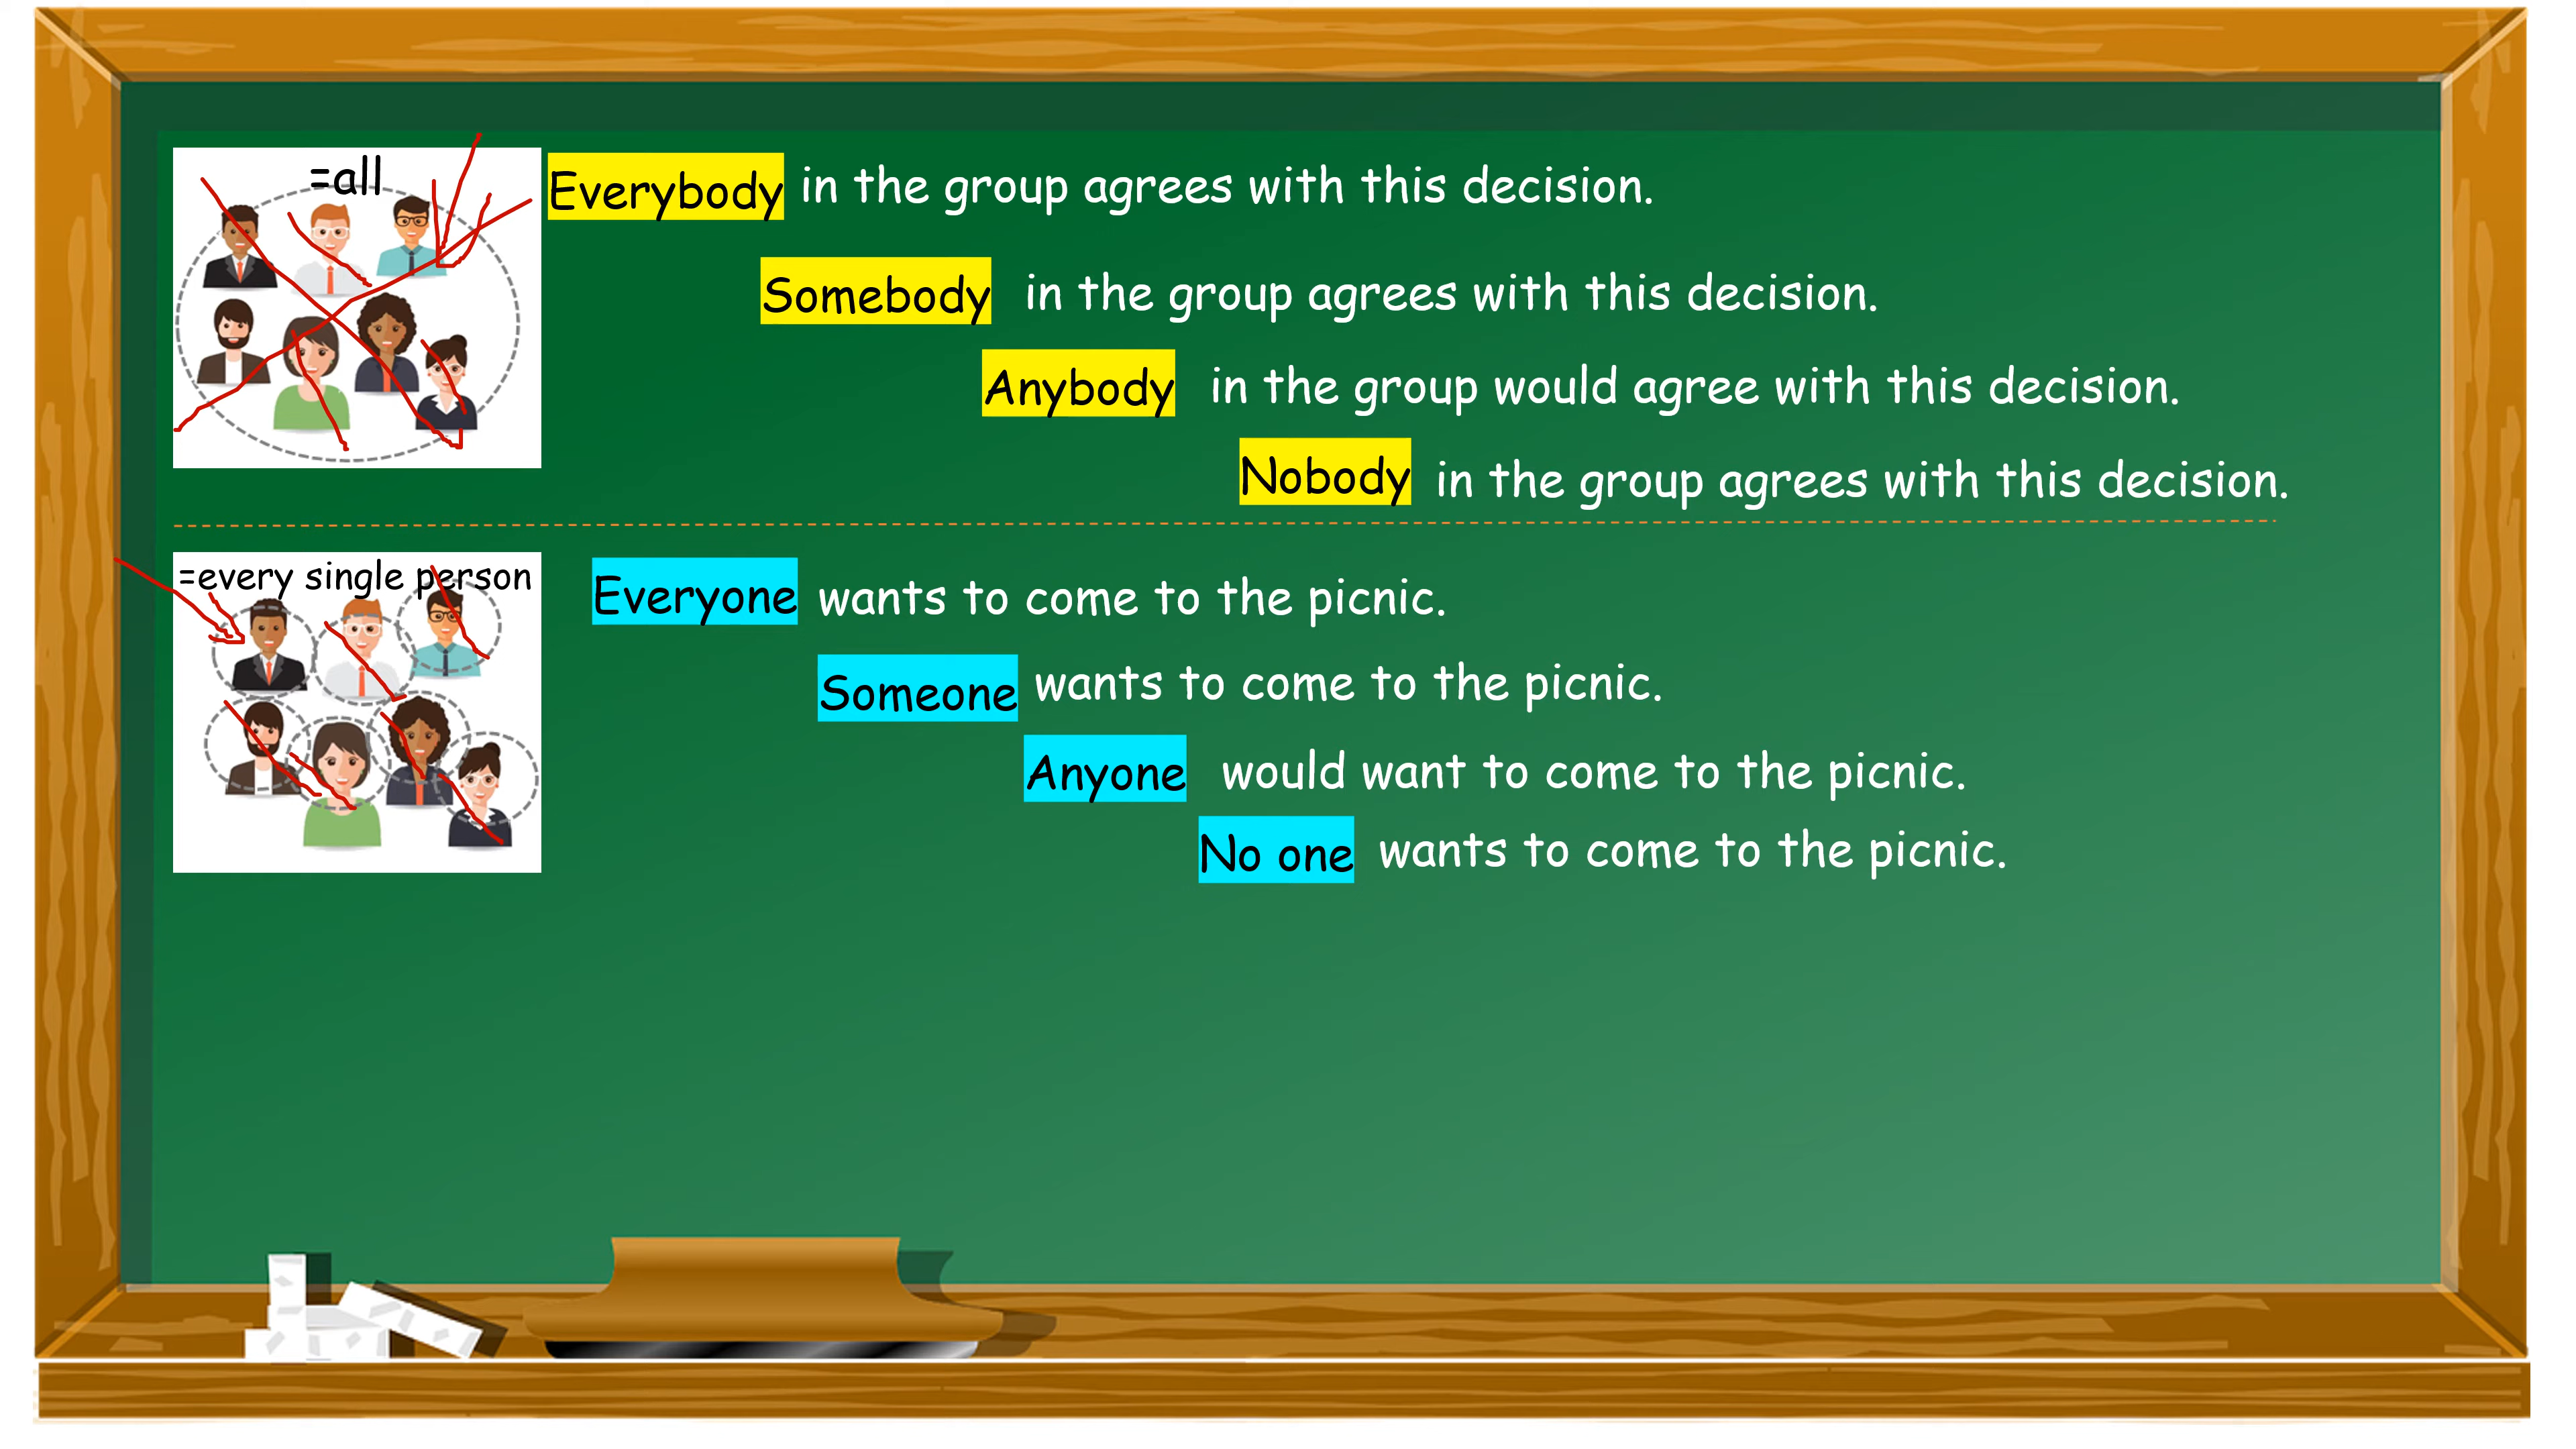 =all
Everybody in the group agrees with this decision.
Somebody in the group agrees with this decision.
Anybody in the group would agree with this decision.
Nobody in the group agrees with this decision.
=every single person
Everyone wants to come to the picnic.
Someone wants to come to the picnic.
Anyone would want to come to the picnic.
No one wants to come to the picnic.